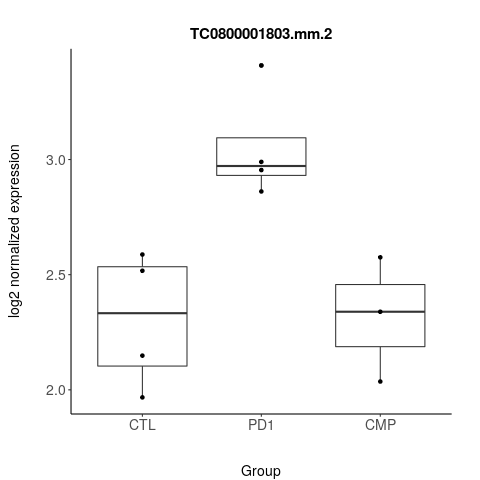 TC0800001803.mm.2
log2 normalized expression
3.0
2.5
2.0
CTL PD1 CMP
Group